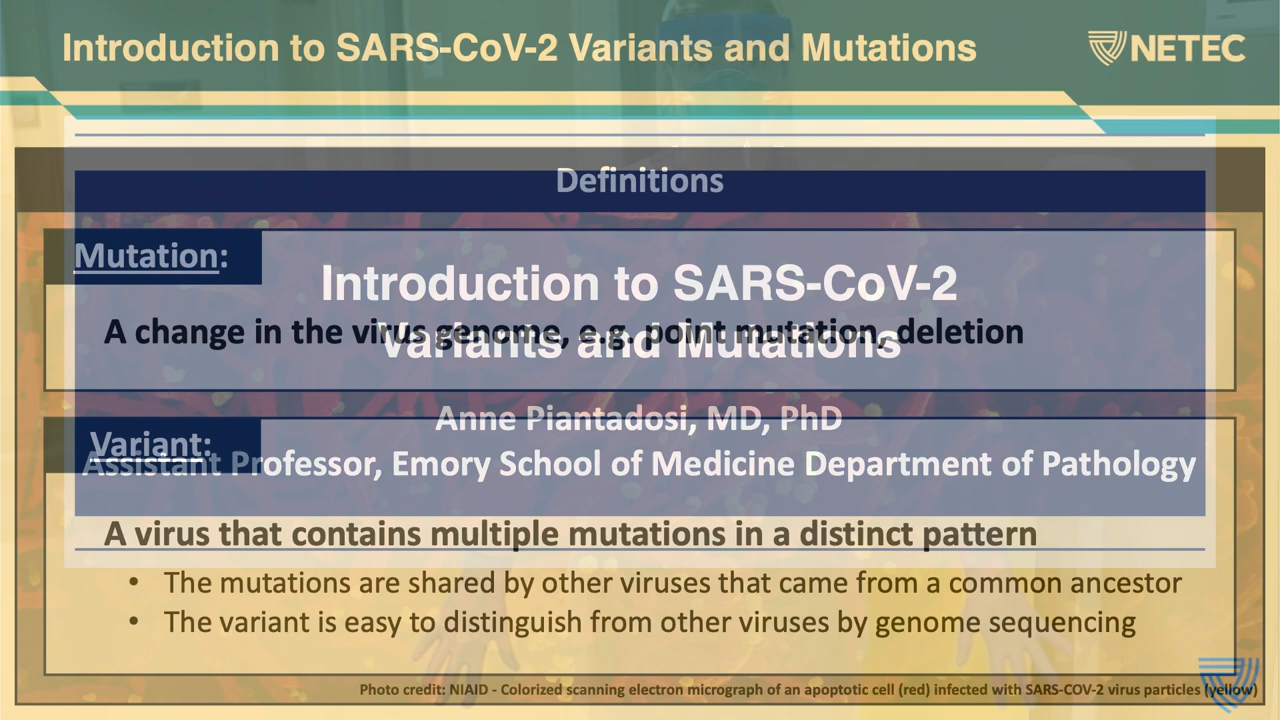 Introduction to SARS-CoV-2 Variants and Mutations
NETEC
Definitions
Mutation:
Introduction to SARS-CoV-2
A change in the virus genome, e.g. point mutation, deletion
Variants and Mutations
Anne Piantadosi, MD, PhD
Variant:
Assistant Professor, Emory School of Medicine Department of Pathology
A virus that contains multiple mutations in a distinct pattern
• The mutations are shared by other viruses that came from a common ancestor
• The variant is easy to distinguish from other viruses by genome sequencing
Photo credit: NIAID - Colorized scanning electron micrograph of an apoptotic cell (red) infected with SARS-COV-2 virus particles (yellow)